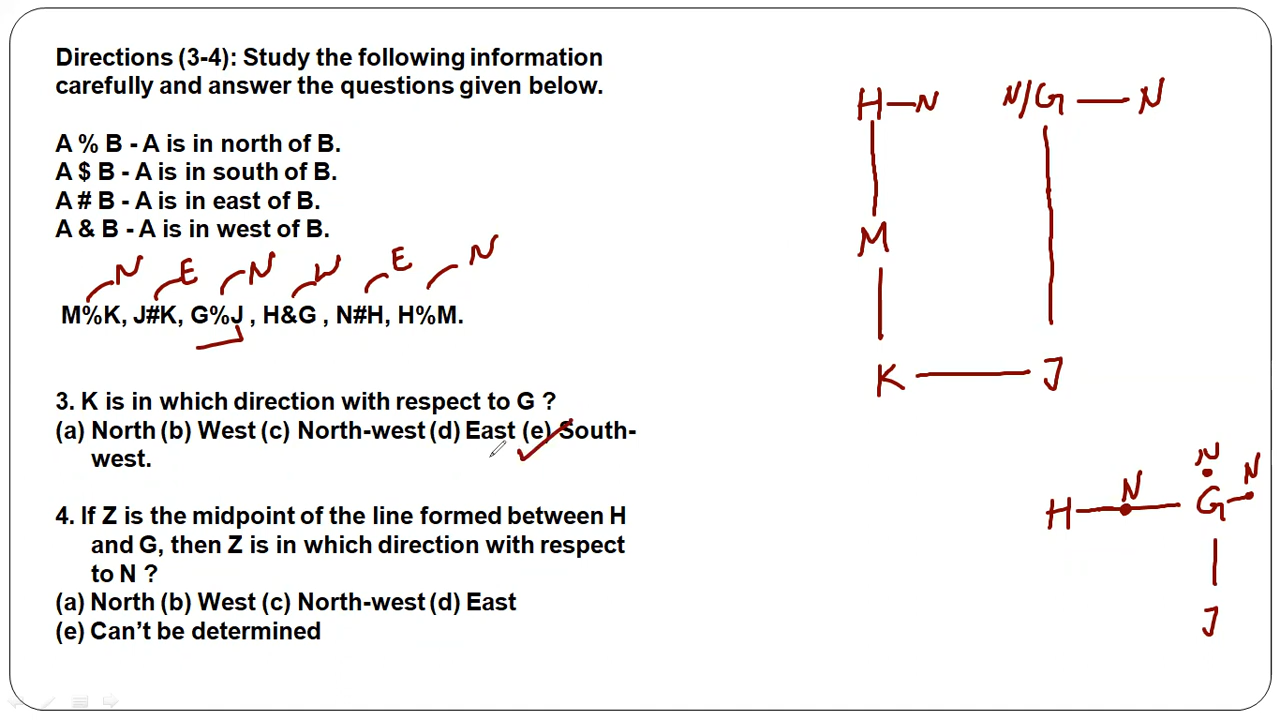 Directions (3-4): Study the following information
carefully and answer the questions given below.
A % B - A is in north of B.
A $ B - A is in south of B.
A # B - A is in east of B.
A & B - A is in west of B.
N E N W E N
M%K, J#K, G%J , H&G , N#H, H%M.
3. K is in which direction with respect to G ?
(a) North (b) West (c) North-west (d) East (e) South-
west.
4. If Z is the midpoint of the line formed between H
and G, then Z is in which direction with respect
to N ?
(a) North (b) West (c) North-west (d) East
(e) Can’t be determined
H N N/G N
M
K J
N N
H N G
J